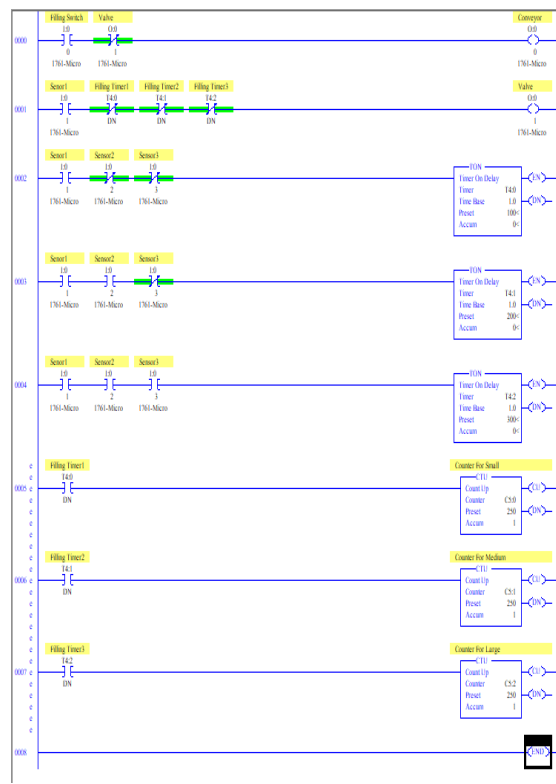 Filling Switch Valve Conveyor
I:0 O:0 O:0
0000
0 1 0
1761-Micro 1761-Micro 1761-Micro
Senor1 Filling Timer1 Filling Timer2 Filling Timer3 Valve
I:0 T4:0 T4:1 T4:2 O:0
0001
1 DN DN DN 1
1761-Micro 1761-Micro
Senor1 Sensor2 Sensor3
I:0 I:0 I:0 TON
0002 Timer On Delay EN
1 2 3 Timer T4:0
1761-Micro 1761-Micro 1761-Micro Time Base 1.0 DN
Preset 100<
Accum 0<
Senor1 Sensor2 Sensor3
I:0 I:0 I:0 TON
0003 Timer On Delay EN
1 2 3 Timer T4:1
1761-Micro 1761-Micro 1761-Micro Time Base 1.0 DN
Preset 200<
Accum 0<
Senor1 Sensor2 Sensor3
I:0 I:0 I:0 TON
0004 Timer On Delay EN
1 2 3 Timer T4:2
1761-Micro 1761-Micro 1761-Micro Time Base 1.0 DN
Preset 300<
Accum 0<
e Filling Timer1 Counter For Small
e T4:0 CTU
0005 e Count Up CU
e DN Counter C5:0
e Preset 250 DN
e Accum 1
e
e
e Filling Timer2 Counter For Medium
e T4:1 CTU
0006 e Count Up CU
e DN Counter C5:1
e Preset 250 DN
e Accum 1
e
e
e Filling Timer3 Counter For Large
e T4:2 CTU
0007 e Count Up CU
e DN Counter C5:2
e Preset 250 DN
e Accum 1
e
0008 END